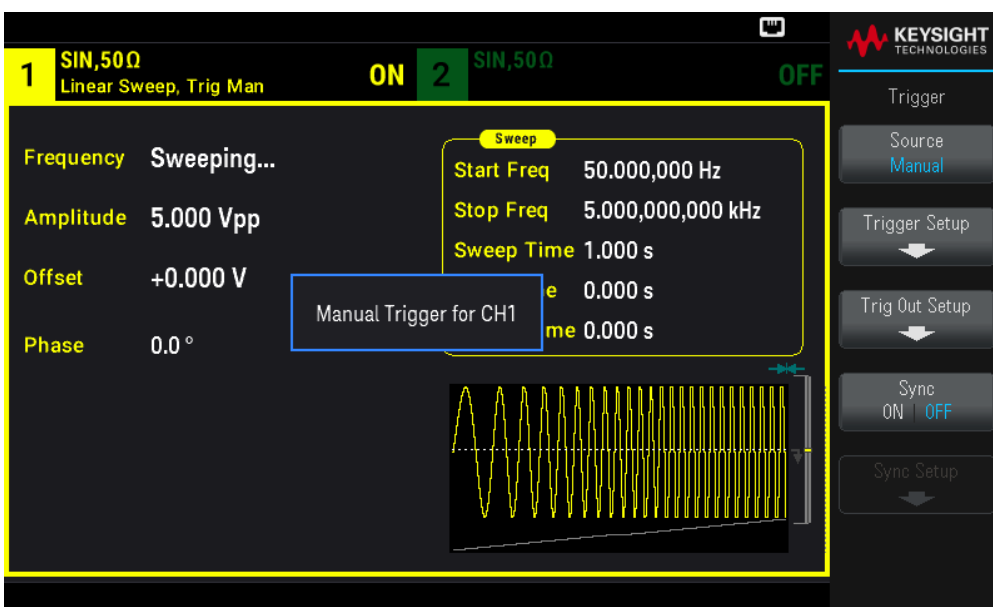 KEYSIGHT
TECHNOLOGIES
1
SIN,50Ω
Linear Sweep, Trig Man
ON
2
SIN,50Ω
OFF
Frequency Sweeping...
Amplitude 5.000 Vpp
Offset +0.000 V
Phase 0.0 °
Sweep
Start Freq 50.000,000 Hz
Stop Freq 5.000,000,000 kHz
Sweep Time 1.000 s
e 0.000 s
me 0.000 s
Manual Trigger for CH1
Trigger
Source
Manual
Trigger Setup
Trig Out Setup
Sync
ON | OFF
Sync Setup